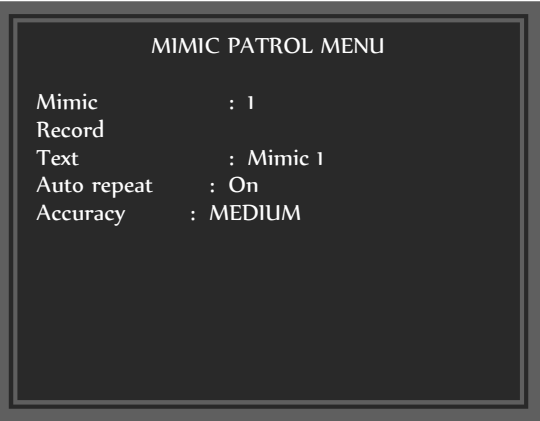 MIMIC PATROL MENU
Mimic : 1
Record
Text : Mimic 1
Auto repeat : On
Accuracy : MEDIUM